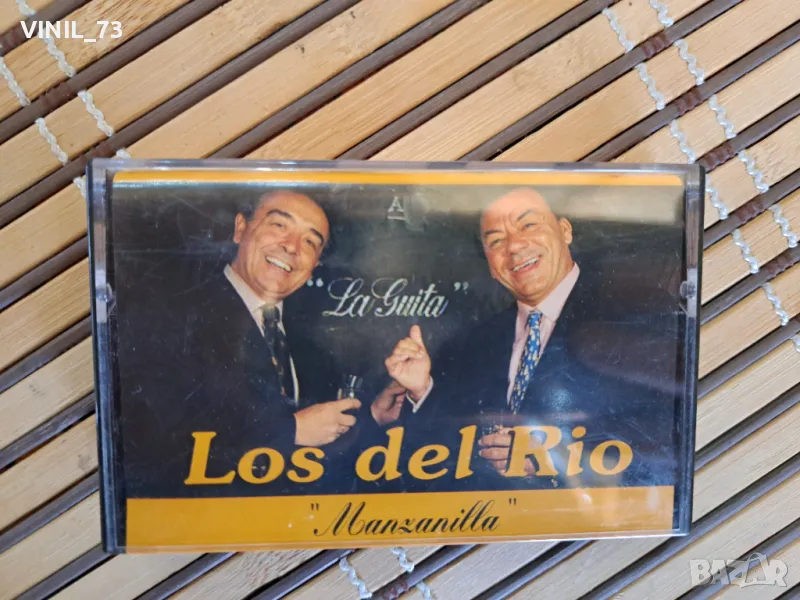 VINIL_73
A
"La Guita"
Los del Rio
"Manzanilla"
BAZAR